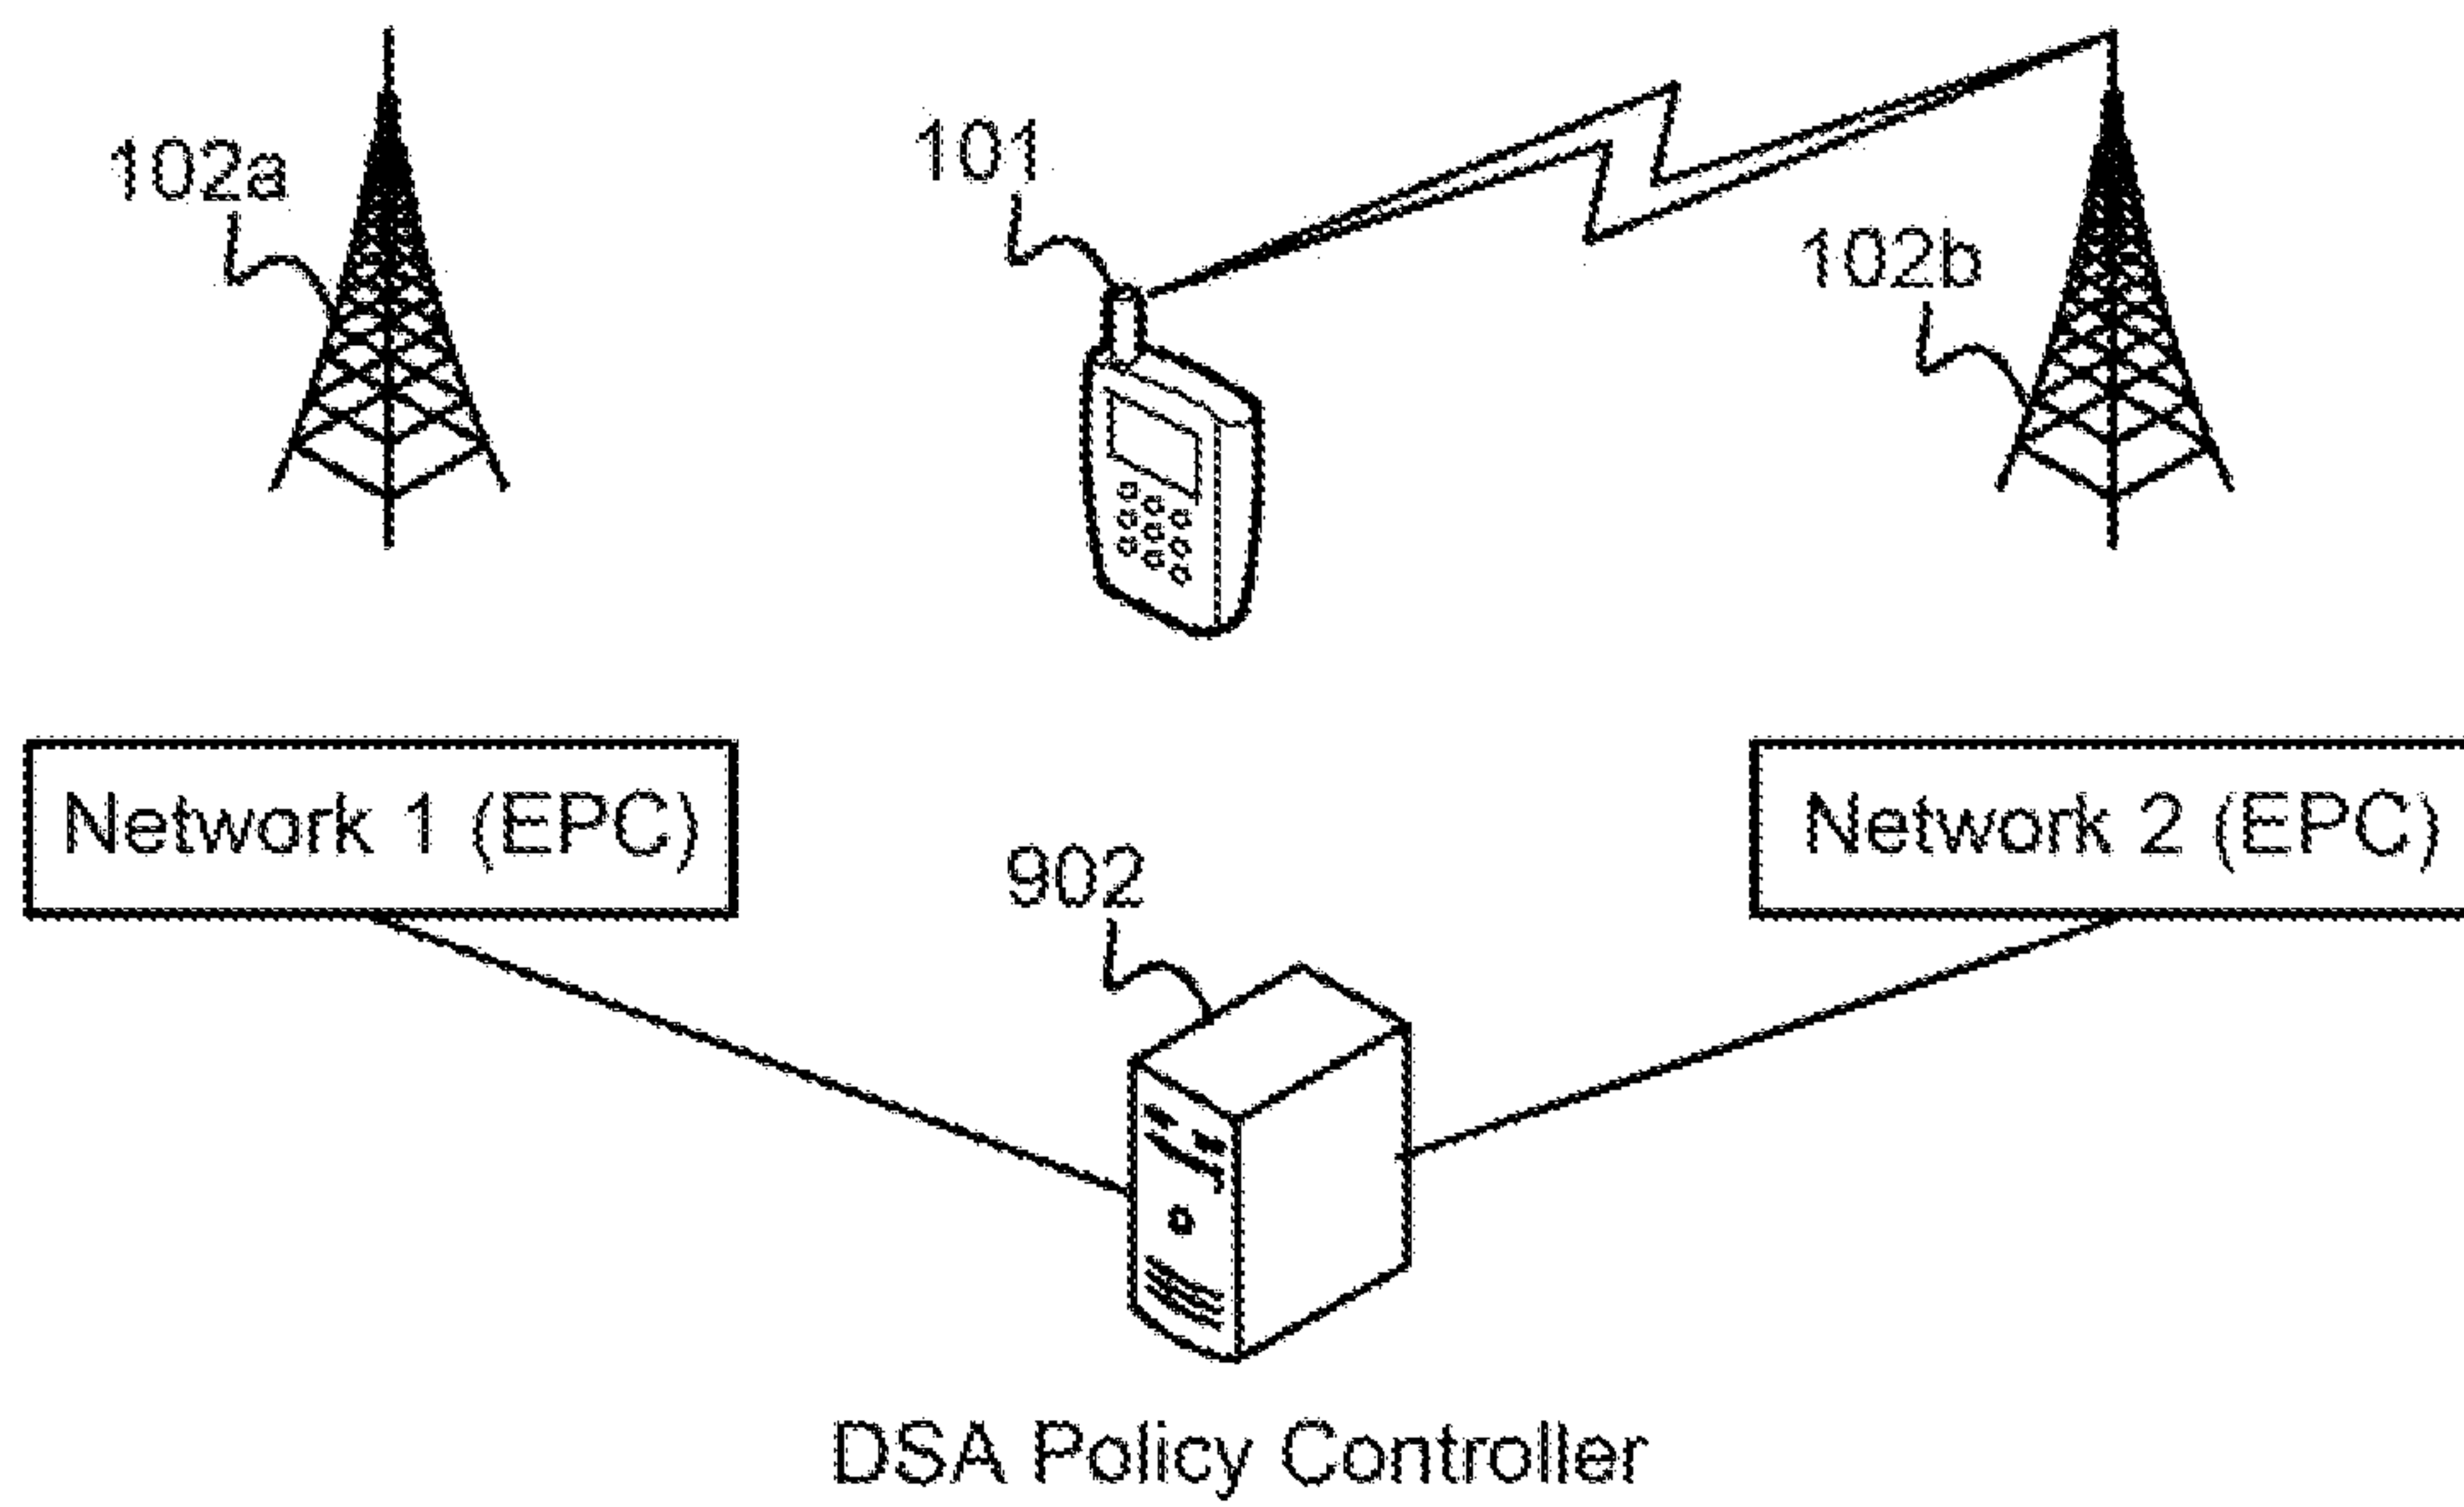 102a
101
102b
Network 1 (EPC)
Network 2 (EPC)
902
DSA Policy Controller